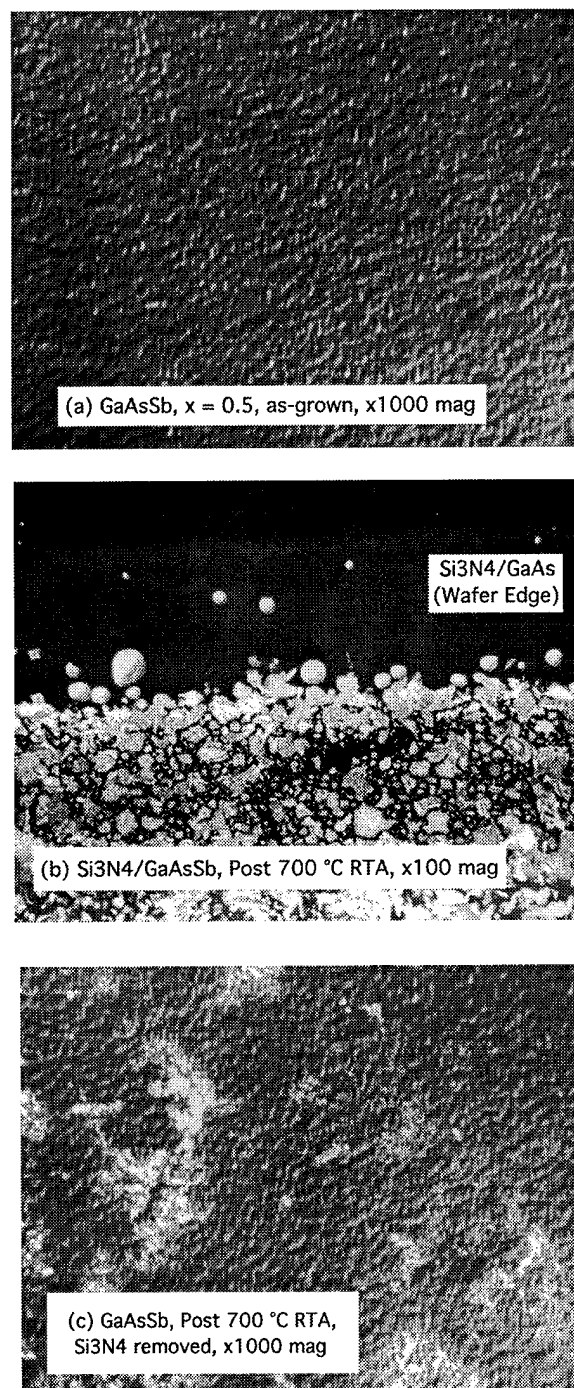 (a) GaAsSb, x = 0.5, as-grown, x1000 mag
Si3N4/GaAs
(Wafer Edge)
(b) Si3N4/GaAsSb, Post 700 °C RTA, x100 mag
(c) GaAsSb, Post 700 °C RTA,
Si3N4 removed, x1000 mag